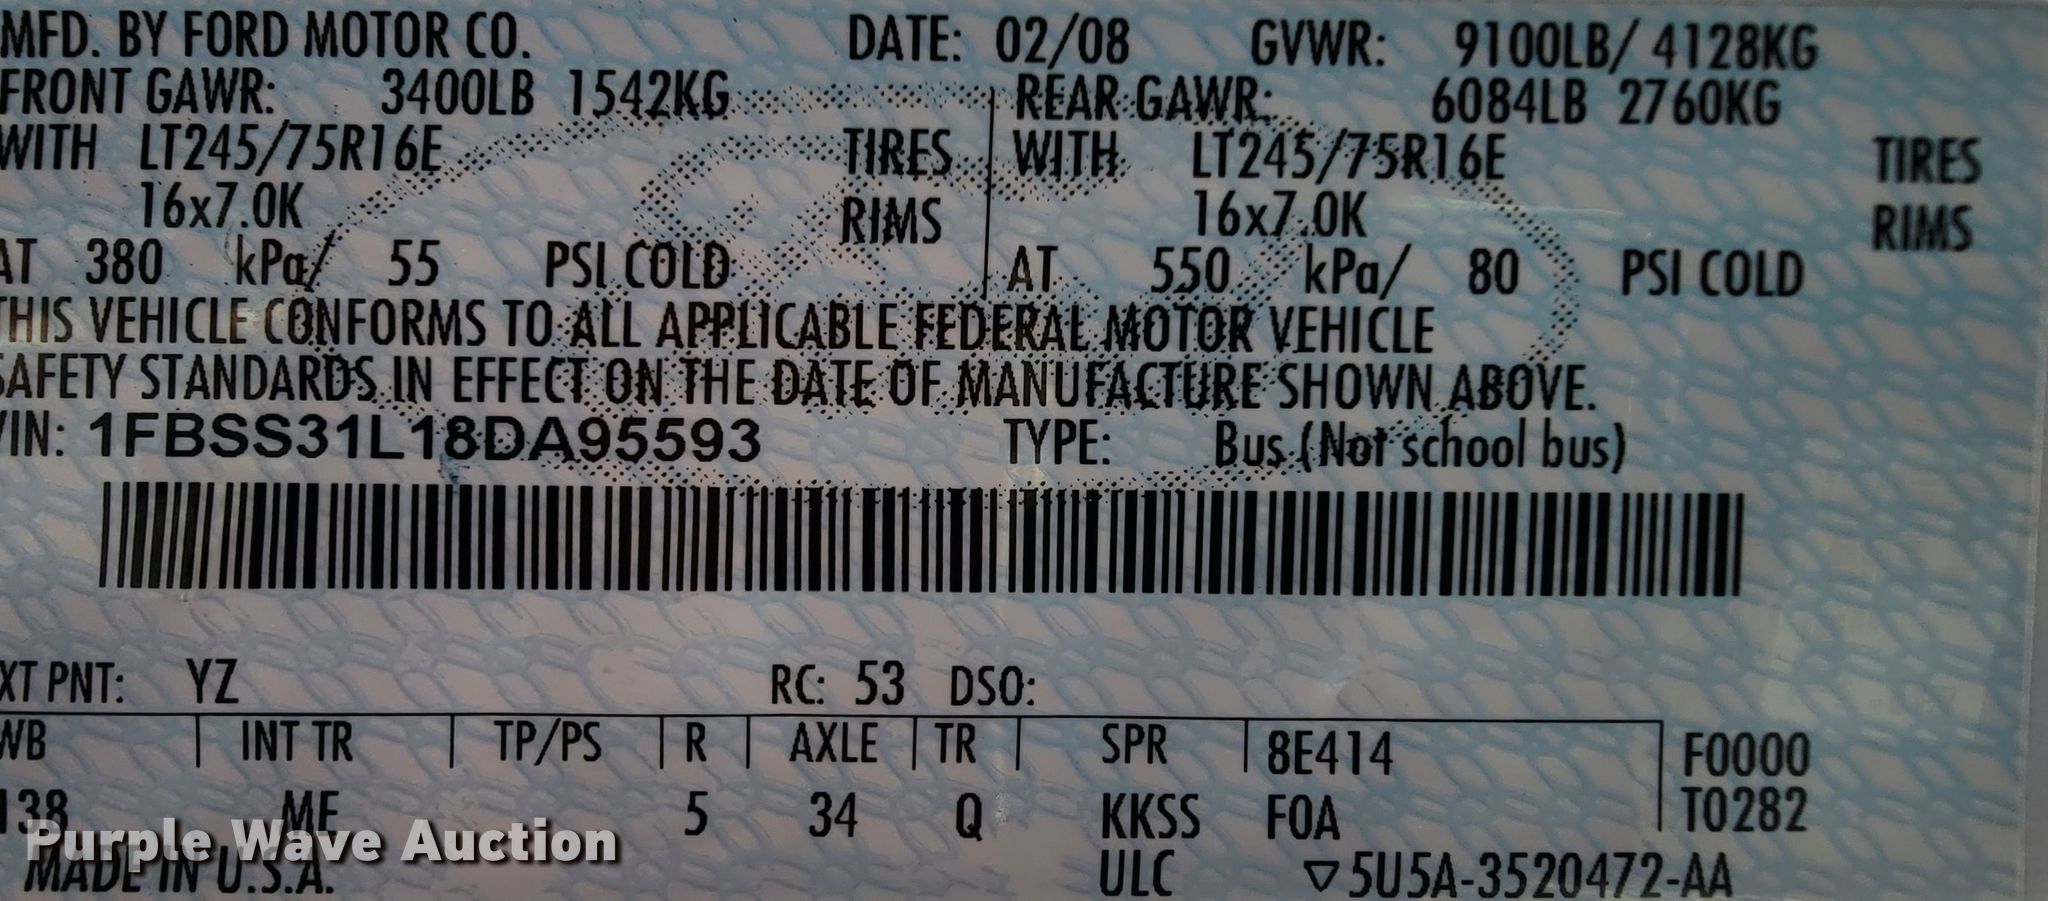 MFD. BY FORD MOTOR CO. DATE: 02/08 GVWR: 9100LB/ 4128KG
FRONT GAWR: 3400LB 1542KG REAR GAWR: 6084LB 2760KG
WITH LT245/75R16E TIRES WITH LT245/75R16E TIRES
16x7.0K RIMS 16x7.0K RIMS
AT 380 kPa/ 55 PSI COLD AT 550 kPa/ 80 PSI COLD
THIS VEHICLE CONFORMS TO ALL APPLICABLE FEDERAL MOTOR VEHICLE
SAFETY STANDARDS IN EFFECT ON THE DATE OF MANUFACTURE SHOWN ABOVE.
VIN: 1FBSS31L18DA95593 TYPE: Bus (Not school bus)
XT PNT: YZ RC: 53 DSO:
WB INT TR TP/PS R AXLE TR SPR 8E414 F0000
138 ME 5 34 Q KKSS FOA T0282
Purple Wave Auction
MADE IN U.S.A. ULC ▽5U5A-3520472-AA